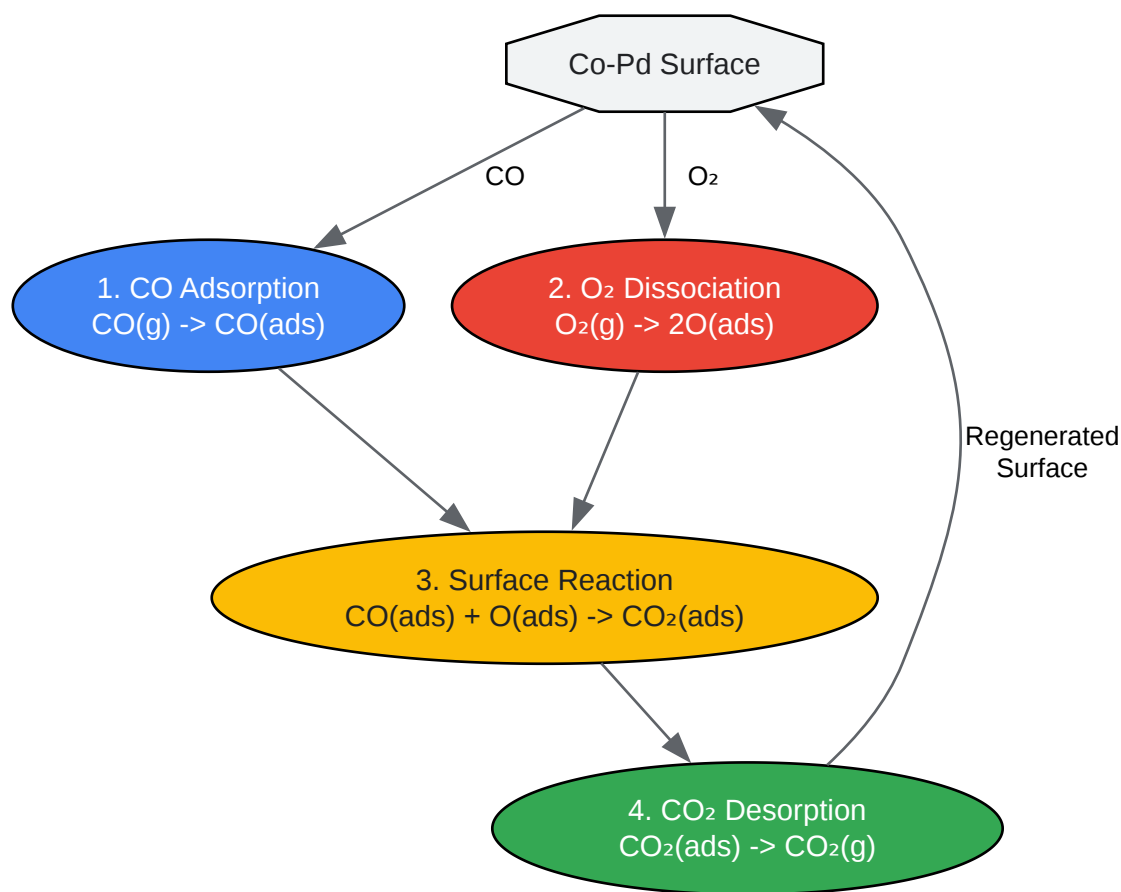 Co-Pd Surface
CO
O₂
1. CO Adsorption
CO(g) -> CO(ads)
2. O₂ Dissociation
O₂(g) -> 2O(ads)
Regenerated
Surface
3. Surface Reaction
CO(ads) + O(ads) -> CO₂(ads)
4. CO₂ Desorption
CO₂(ads) -> CO₂(g)